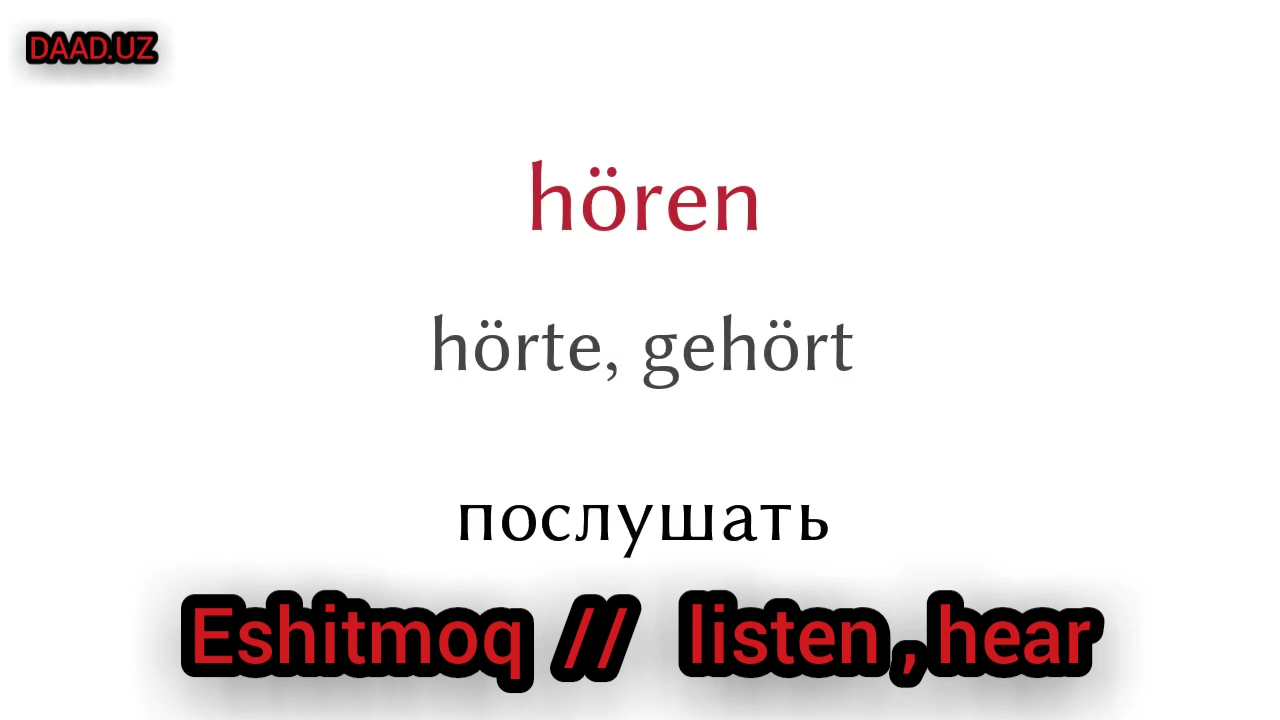 DAAD.UZ
hören
hörte, gehört
послушать
Eshitmoq // listen , hear